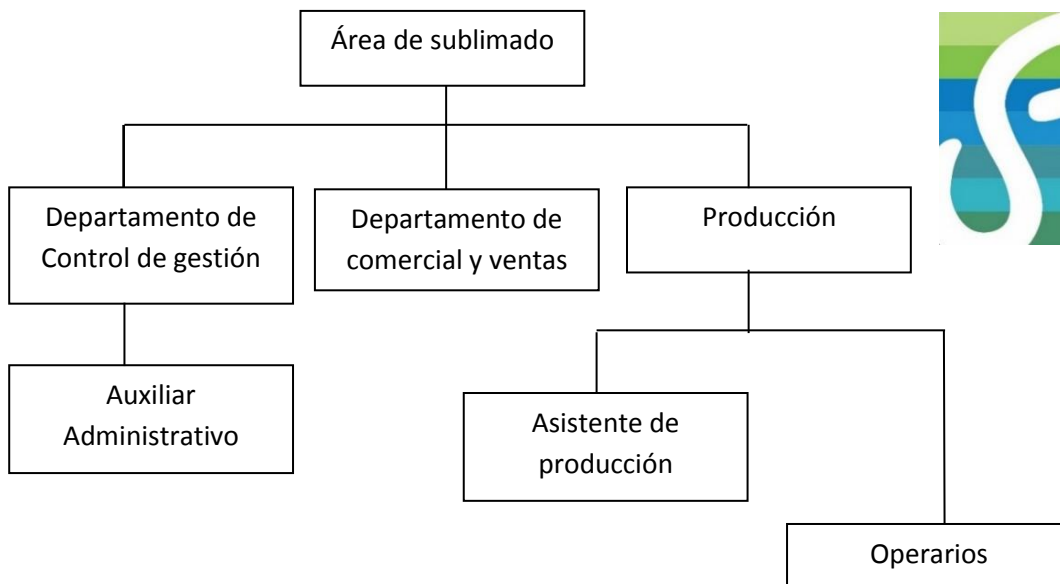 Área de sublimado
Departamento de
Control de gestión
Departamento de
comercial y ventas
Producción
Auxiliar
Administrativo
Asistente de
producción
Operarios